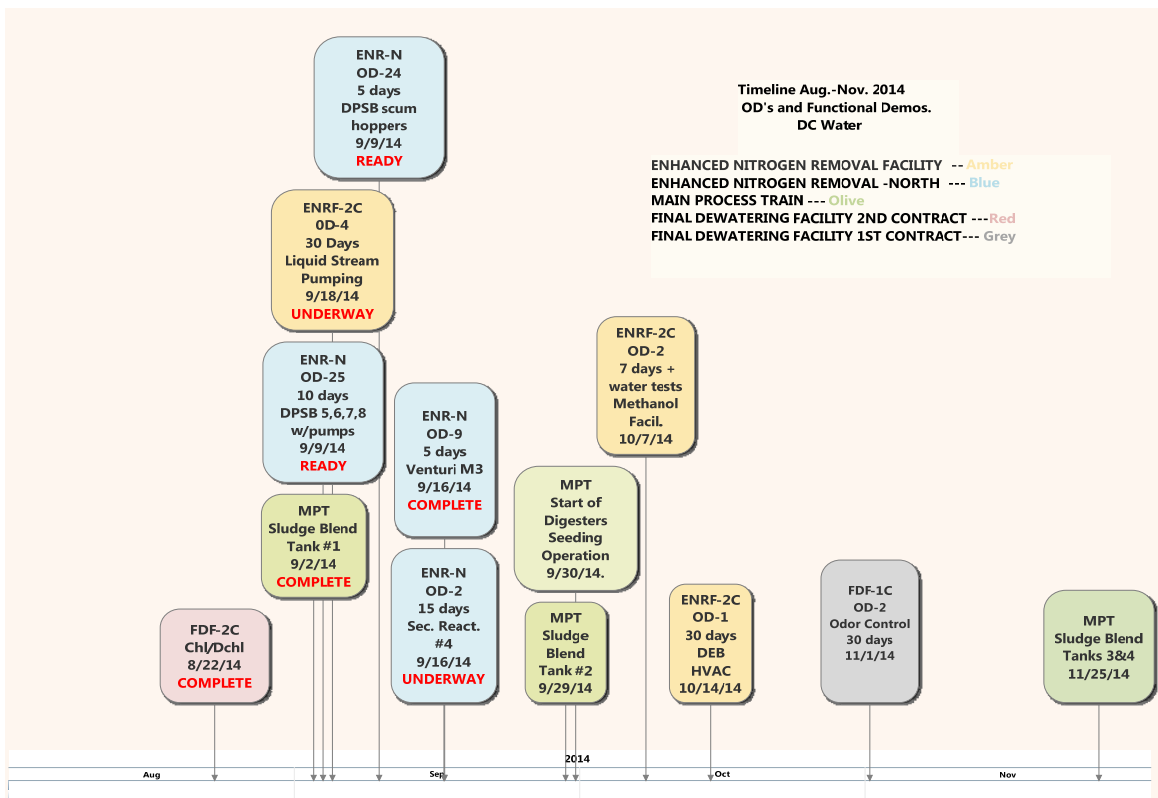 ENR-N
OD-24
5 days
DPSB scum
hoppers
9/9/14
READY
Timeline Aug.-Nov. 2014
OD's and Functional Demos.
DC Water
ENHANCED NITROGEN REMOVAL FACILITY -- Amber
ENHANCED NITROGEN REMOVAL -NORTH --- Blue
MAIN PROCESS TRAIN --- Olive
FINAL DEWATERING FACILITY 2ND CONTRACT ---Red
FINAL DEWATERING FACILITY 1ST CONTRACT--- Grey
ENRF-2C
0D-4
30 Days
Liquid Stream
Pumping
9/18/14
UNDERWAY
ENR-N
OD-25
10 days
DPSB 5,6,7,8
w/pumps
9/9/14
READY
ENR-N
OD-9
5 days
Venturi M3
9/16/14
COMPLETE
ENRF-2C
OD-2
7 days +
water tests
Methanol
Facil.
10/7/14
MPT
Sludge Blend
Tank #1
9/2/14
COMPLETE
MPT
Start of
Digesters
Seeding
Operation
9/30/14.
FDF-2C
Chl/Dchl
8/22/14
COMPLETE
ENR-N
OD-2
15 days
Sec. React.
#4
9/16/14
UNDERWAY
MPT
Sludge
Blend
Tank #2
9/29/14
ENRF-2C
OD-1
30 days
DEB
HVAC
10/14/14
FDF-1C
OD-2
Odor Control
30 days
11/1/14
MPT
Sludge Blend
Tanks 3&4
11/25/14
2014
Aug
Sep
Oct
Nov